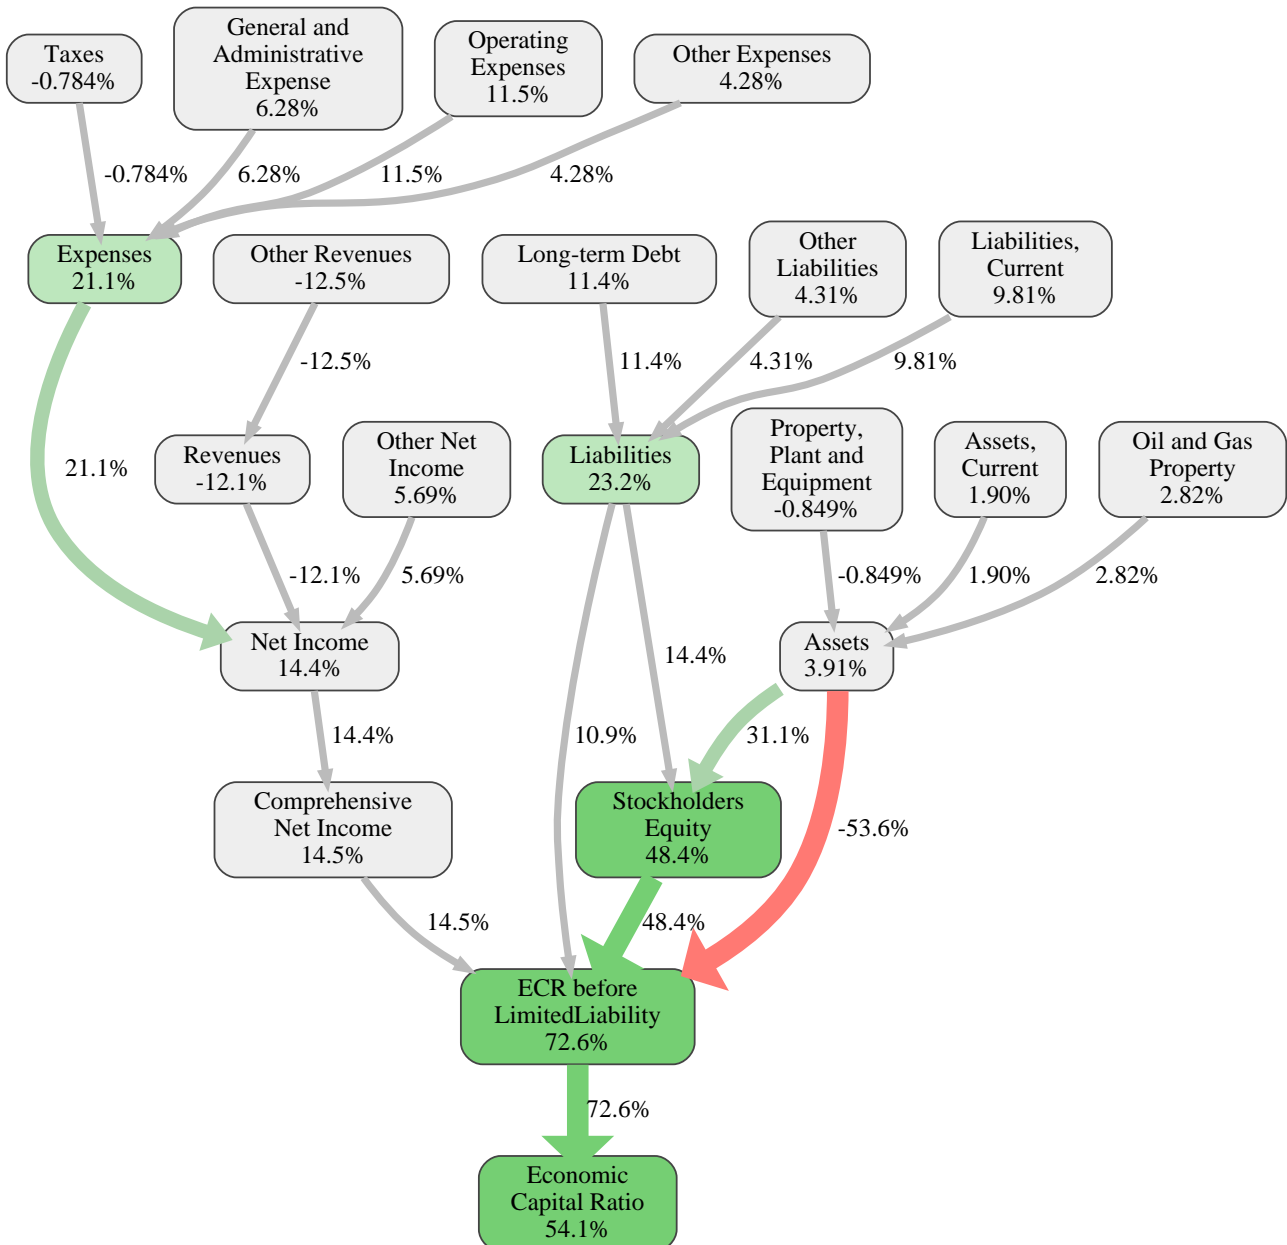 Taxes
-0.784%
General and
Administrative
Expense
6.28%
Operating
Expenses
11.5%
Other Expenses
4.28%
-0.784%
6.28%
11.5%
4.28%
Expenses
21.1%
Other Revenues
-12.5%
Long-term Debt
11.4%
Other
Liabilities
4.31%
Liabilities,
Current
9.81%
-12.5%
11.4%
4.31%
9.81%
21.1%
Revenues
-12.1%
Other Net
Income
5.69%
Liabilities
23.2%
Property,
Plant and
Equipment
-0.849%
Assets,
Current
1.90%
Oil and Gas
Property
2.82%
-12.1%
5.69%
-0.849%
1.90%
2.82%
Net Income
14.4%
14.4%
Assets
3.91%
14.4%
10.9%
31.1%
Comprehensive
Net Income
14.5%
Stockholders
Equity
48.4%
-53.6%
14.5%
48.4%
ECR before
LimitedLiability
72.6%
72.6%
Economic
Capital Ratio
54.1%